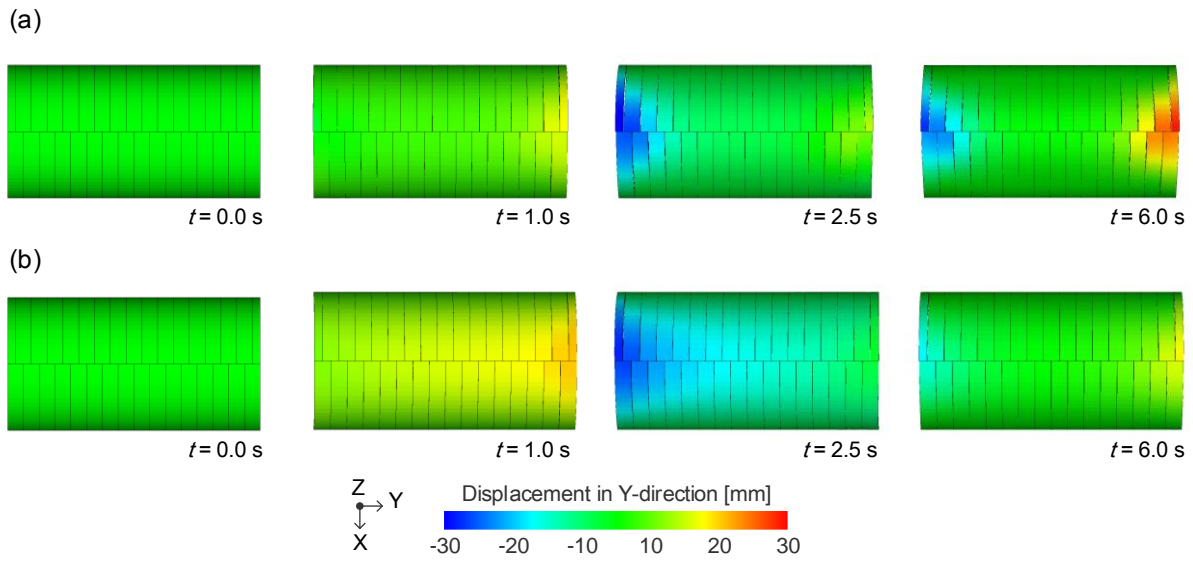 (a)
t = 0.0 s
t = 1.0 s
t = 2.5 s
t = 6.0 s
(b)
t = 0.0 s
t = 1.0 s
t = 2.5 s
t = 6.0 s
Z
Y
X
Displacement in Y-direction [mm]
-30 -20 -10 10 20 30